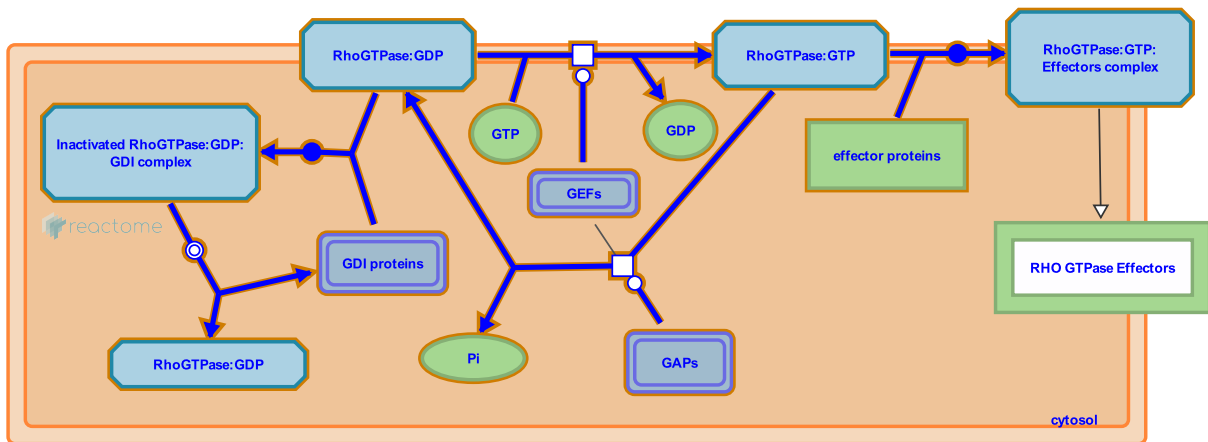 RhoGTPase:GDP
RhoGTPase:GTP
RhoGTPase:GTP:
Effectors complex
Inactivated RhoGTPase:GDP:
GDI complex
GTP
GDP
effector proteins
GEFs
reactome
GDI proteins
RHO GTPase Effectors
RhoGTPase:GDP
Pi
GAPs
cytosol